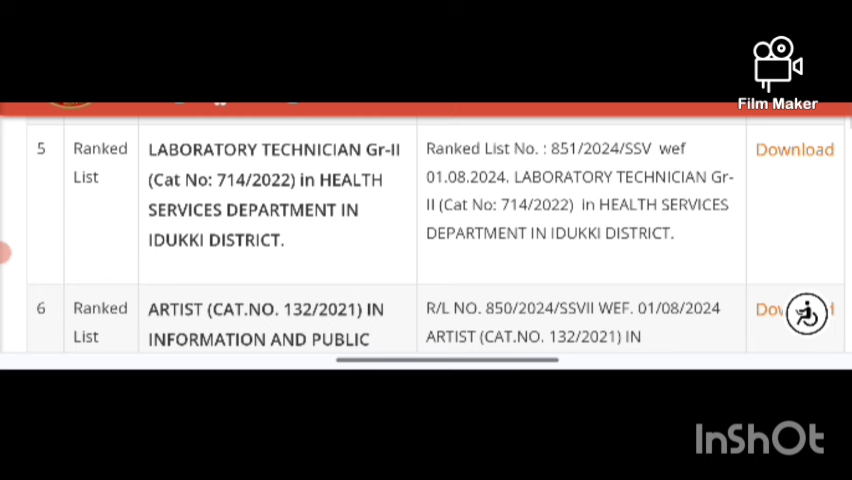 Film Maker
5
Ranked
List
LABORATORY TECHNICIAN Gr-II
(Cat No: 714/2022) in HEALTH
SERVICES DEPARTMENT IN
IDUKKI DISTRICT.
Ranked List No. : 851/2024/SSV wef
01.08.2024. LABORATORY TECHNICIAN Gr-
II (Cat No: 714/2022) in HEALTH SERVICES
DEPARTMENT IN IDUKKI DISTRICT.
Download
6
Ranked
List
ARTIST (CAT.NO. 132/2021) IN
INFORMATION AND PUBLIC
R/L NO. 850/2024/SSVII WEF. 01/08/2024
ARTIST (CAT.NO. 132/2021) IN
InShOt